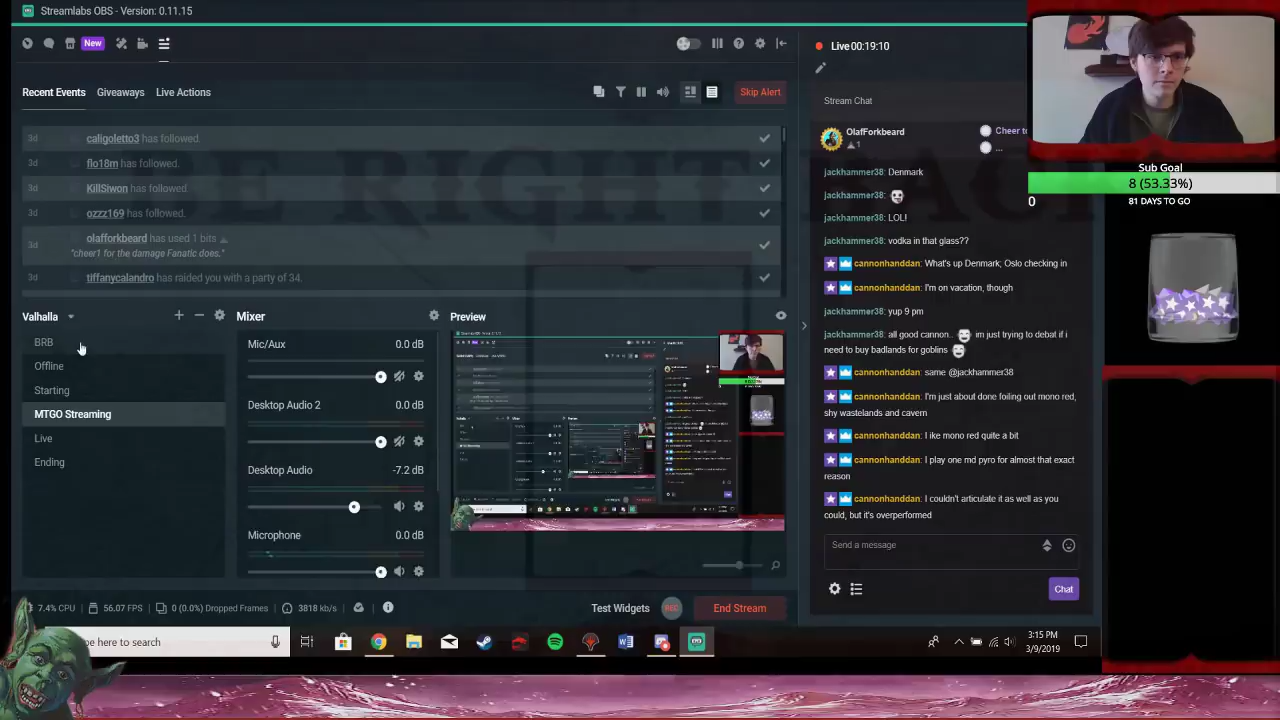 Streamlabs OBS - Version: 0.11.15
New
Live 00:19:10
Recent Events Giveaways Live Actions
Skip Alert
3d caligoletto3 has followed.
3d flo18m has followed.
3d KillSiwon has followed.
3d ozzz169 has followed.
3d olafforkbeard has used 1 bits
"cheer1 for the damage Fanatic does."
3d tiffanycalandro has raided you with a party of 34.
Valhalla
BRB
Offline
Starting
MTGO Streaming
Live
Ending
Mixer
Mic/Aux 0.0 dB
Desktop Audio 2 0.0 dB
Desktop Audio -7.2 dB
Microphone 0.0 dB
Preview
Stream Chat
OlafForkbeard
1
Cheer to
...
jackhammer38: Denmark
jackhammer38:
jackhammer38: LOL!
jackhammer38: vodka in that glass??
cannonhanddan: What's up Denmark; Oslo checking in
cannonhanddan: I'm on vacation, though
jackhammer38: yup 9 pm
jackhammer38: all good cannon.. im just trying to debat if i
need to buy badlands for goblins
cannonhanddan: same @jackhammer38
cannonhanddan: I'm just about done foiling out mono red,
shy wastelands and cavern
cannonhanddan: I ike mono red quite a bit
cannonhanddan: I play one md pyro for almost that exact
reason
cannonhanddan: I couldn't articulate it as well as you
could, but it's overperformed
Send a message
Chat
Sub Goal
8 (53.33%)
0
81 DAYS TO GO
7.4% CPU 56.07 FPS 0 (0.0%) Dropped Frames 3818 kb/s
Test Widgets REC End Stream
here to search
3:15 PM
3/9/2019
BE RIGHT BACK